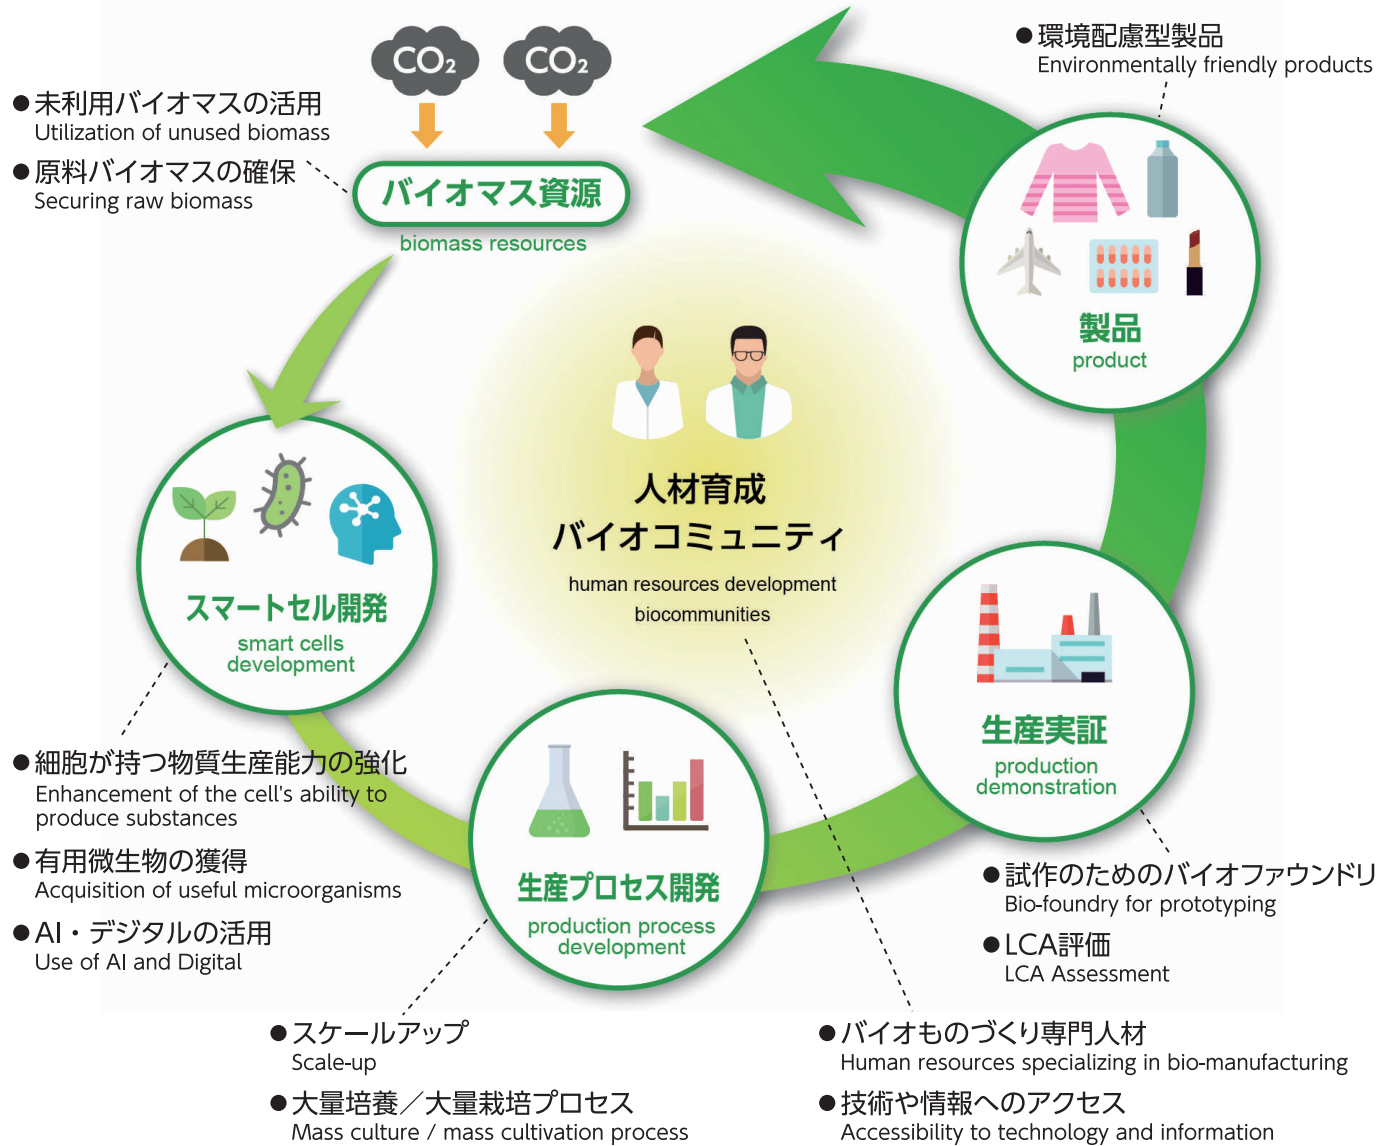 CO₂
CO₂
●未利用バイオマスの活用
Utilization of unused biomass
●原料バイオマスの確保
Securing raw biomass
バイオマス資源
biomass resources
●環境配慮型製品
Environmentally friendly products
製品
product
人材育成
バイオコミュニティ
human resources development
biocommunities
スマートセル開発
smart cells
development
生産実証
production
demonstration
生産プロセス開発
production process
development
●細胞が持つ物質生産能力の強化
Enhancement of the cell's ability to
produce substances
●有用微生物の獲得
Acquisition of useful microorganisms
●AI・デジタルの活用
Use of AI and Digital
●試作のためのバイオファウンドリ
Bio-foundry for prototyping
●LCA評価
LCA Assessment
●スケールアップ
Scale-up
●大量培養／大量栽培プロセス
Mass culture / mass cultivation process
●バイオものづくり専門人材
Human resources specializing in bio-manufacturing
●技術や情報へのアクセス
Accessibility to technology and information